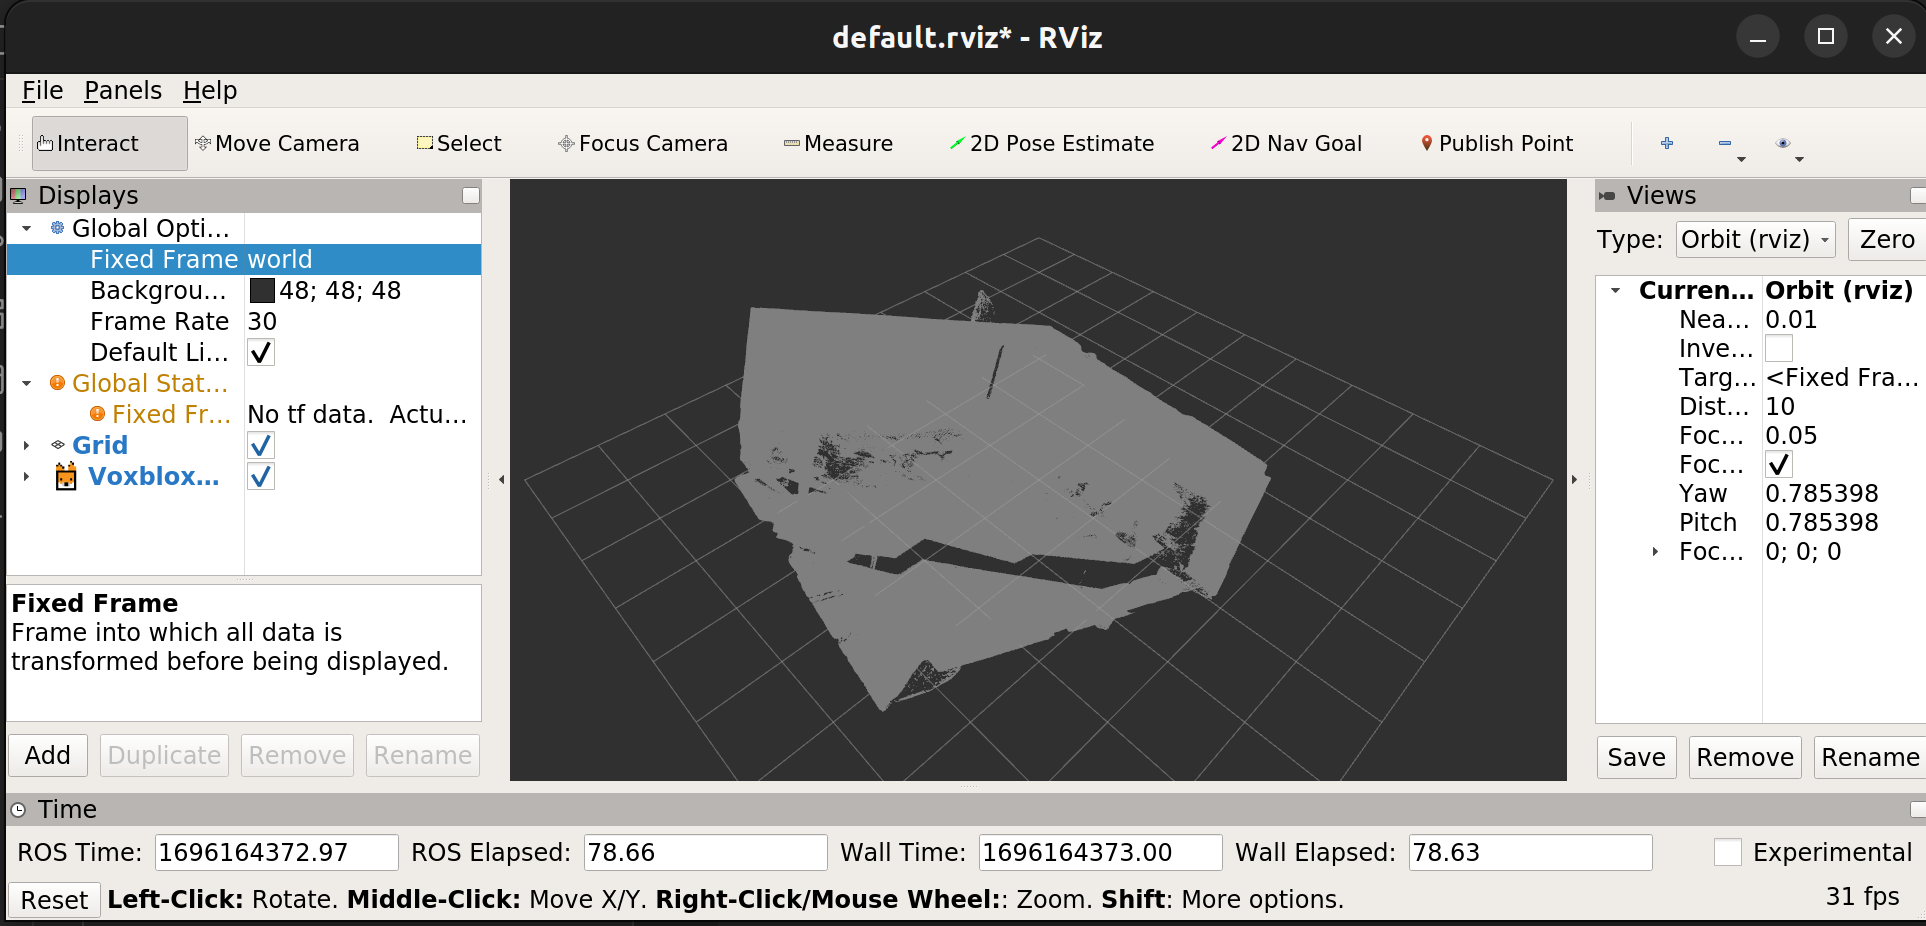 default.rviz* - RViz
File Panels Help
Interact Move Camera Select Focus Camera Measure 2D Pose Estimate 2D Nav Goal Publish Point
Displays
Global Opti...
Fixed Frame world
Backgrou... 48; 48; 48
Frame Rate 30
Default Li...
Global Stat...
Fixed Fr... No tf data. Actu...
Grid
Voxblox...
Fixed Frame
Frame into which all data is
transformed before being displayed.
Add Duplicate Remove Rename
Views
Type: Orbit (rviz) Zero
Curren... Orbit (rviz)
Nea... 0.01
Inve...
Targ... <Fixed Fra...
Dist... 10
Foc... 0.05
Foc...
Yaw 0.785398
Pitch 0.785398
Foc... 0; 0; 0
Save Remove Rename
Time
ROS Time: 1696164372.97 ROS Elapsed: 78.66 Wall Time: 1696164373.00 Wall Elapsed: 78.63 Experimental
Reset Left-Click: Rotate. Middle-Click: Move X/Y. Right-Click/Mouse Wheel:: Zoom. Shift: More options. 31 fps